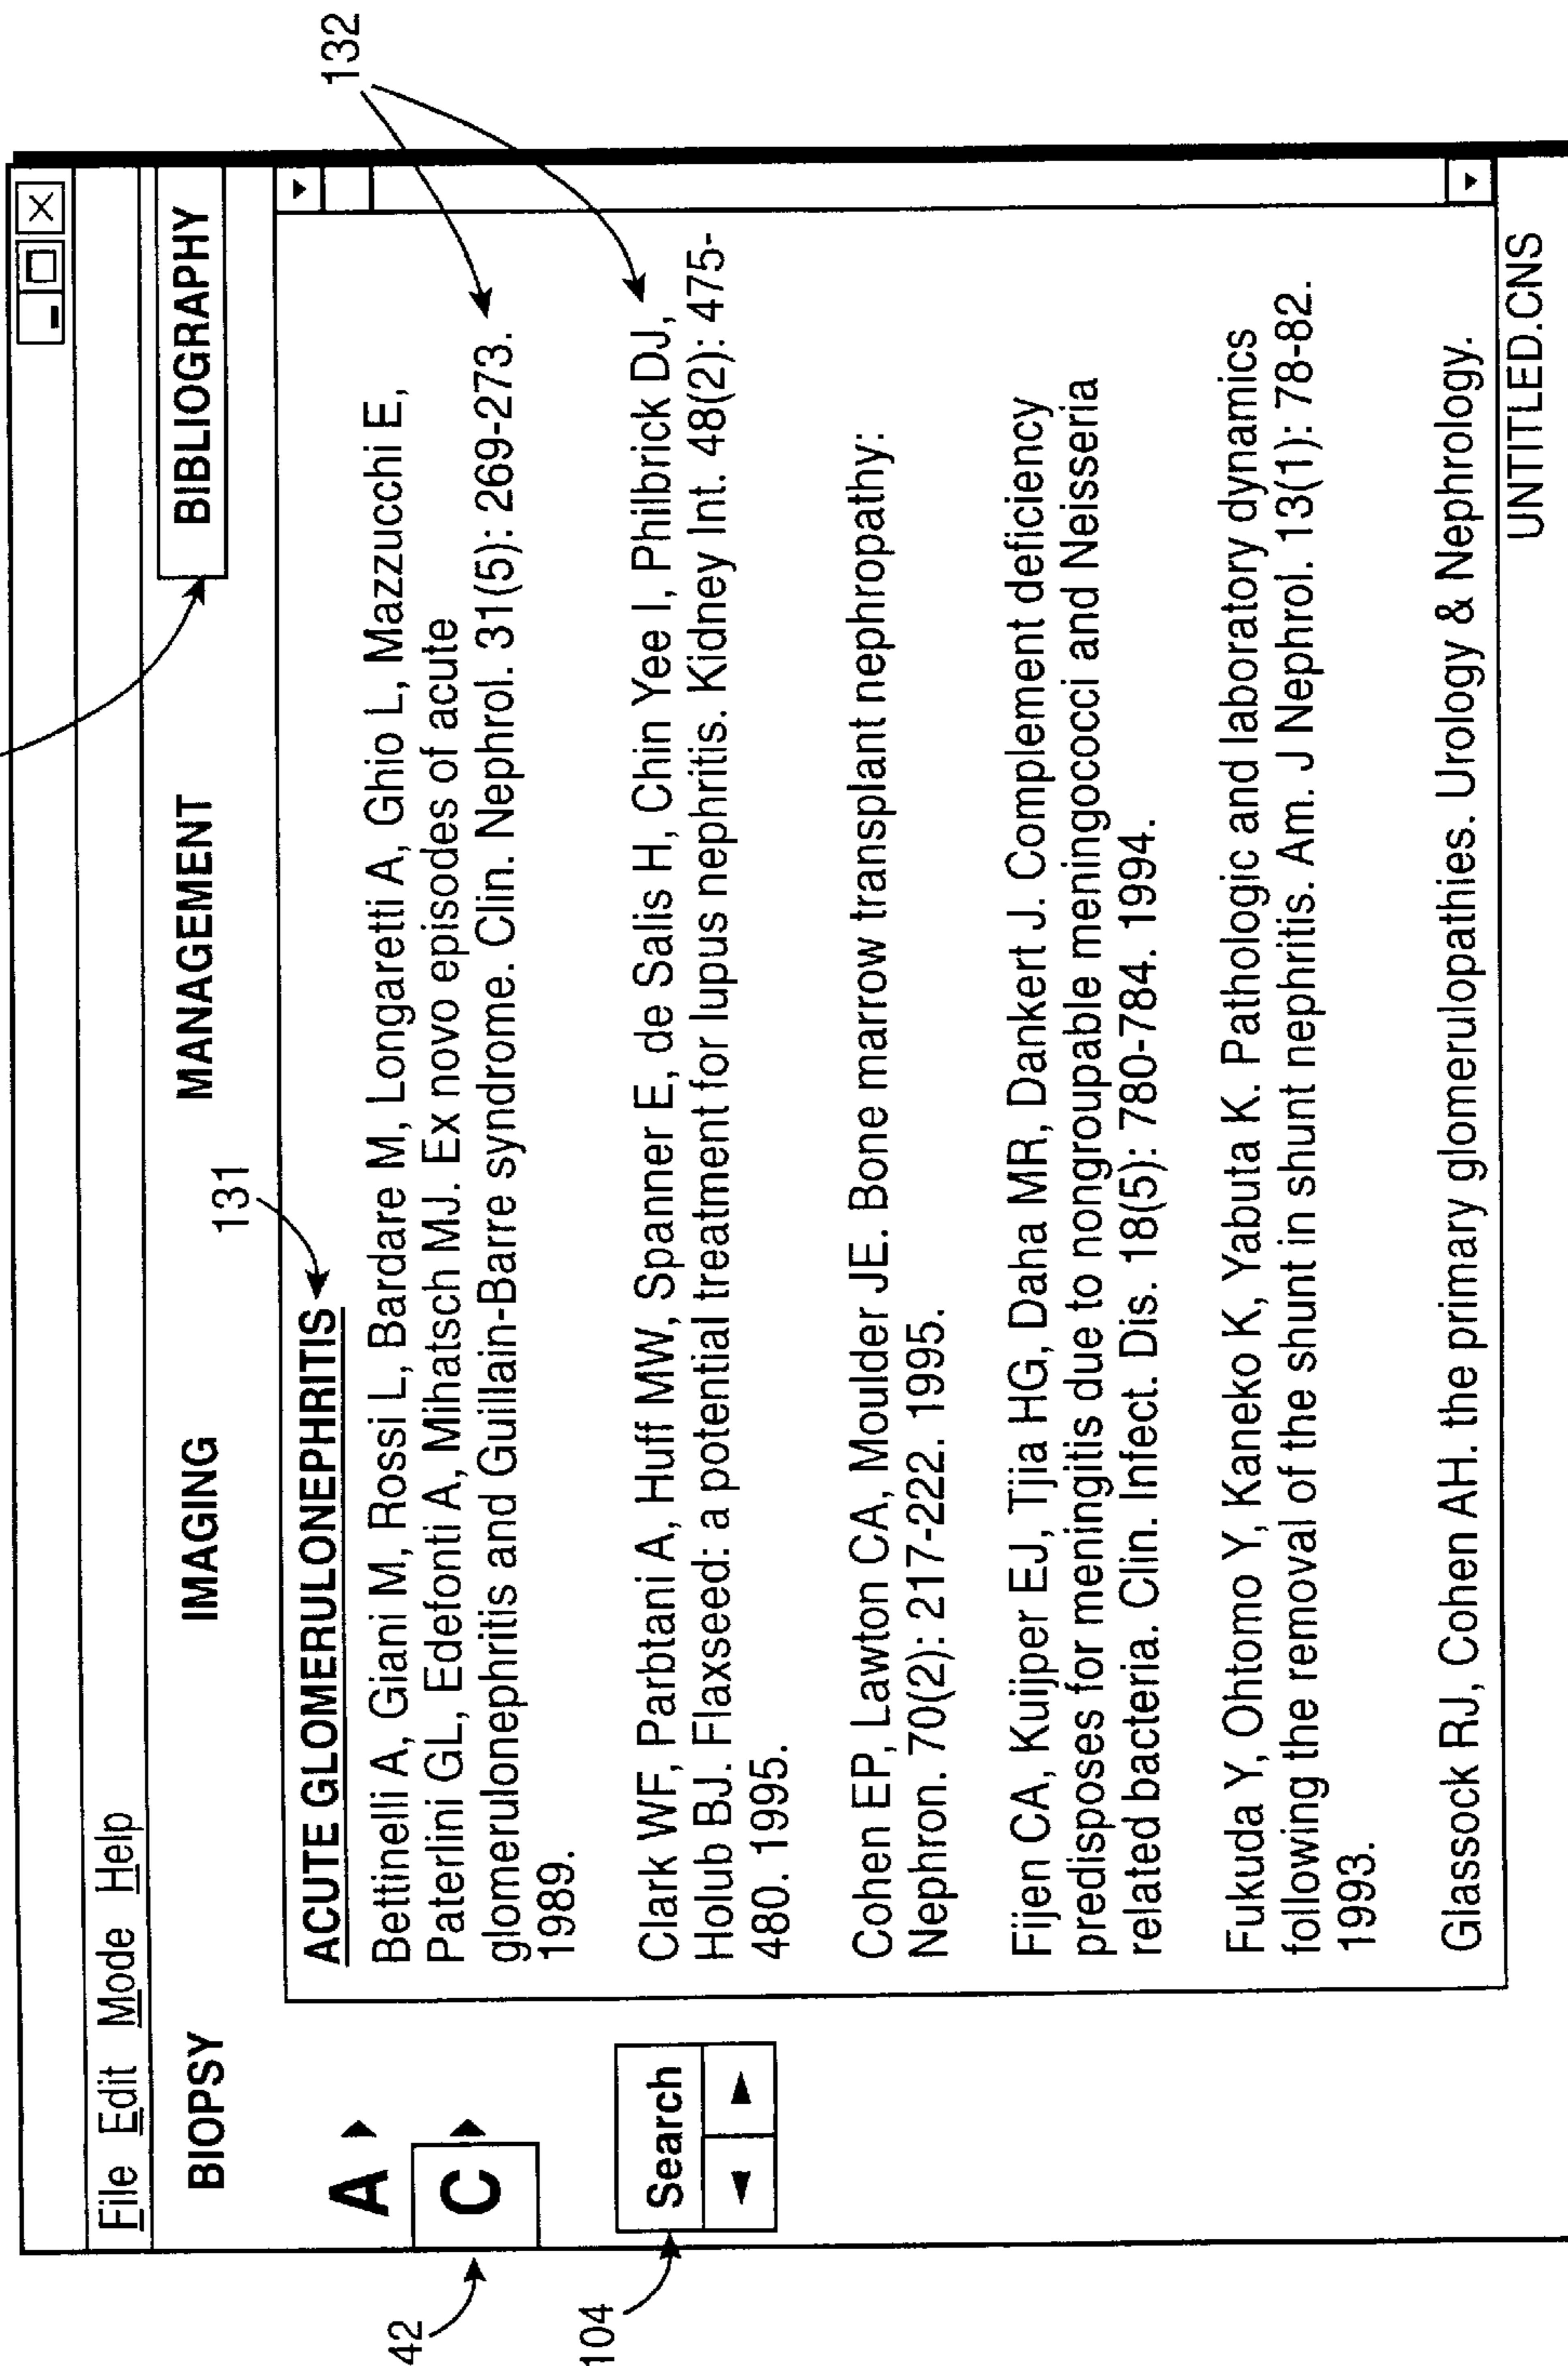 File Edit Mode Help
BIOPSY IMAGING MANAGEMENT BIBLIOGRAPHY
131
132
A
C
42
Search
104
ACUTE GLOMERULONEPHRITIS
Bettinelli A, Giani M, Rossi L, Bardare M, Longaretti A, Ghio L, Mazzucchi E,
Paterlini GL, Edefonti A, Mihatsch MJ. Ex novo episodes of acute
glomerulonephritis and Guillain-Barre syndrome. Clin. Nephrol. 31(5): 269-273.
1989.
Clark WF, Parbtani A, Huff MW, Spanner E, de Salis H, Chin Yee I, Philbrick DJ,
Holub BJ. Flaxseed: a potential treatment for lupus nephritis. Kidney Int. 48(2): 475-
480. 1995.
Cohen EP, Lawton CA, Moulder JE. Bone marrow transplant nephropathy:
Nephron. 70(2): 217-222. 1995.
Fijen CA, Kuijper EJ, Tjia HG, Daha MR, Dankert J. Complement deficiency
predisposes for meningitis due to nongroupable meningococci and Neisseria
related bacteria. Clin. Infect. Dis. 18(5): 780-784. 1994.
Fukuda Y, Ohtomo Y, Kaneko K, Yabuta K. Pathologic and laboratory dynamics
following the removal of the shunt in shunt nephritis. Am. J Nephrol. 13(1): 78-82.
1993.
Glassock RJ, Cohen AH. the primary glomerulopathies. Urology & Nephrology.
UNTITLED.CNS